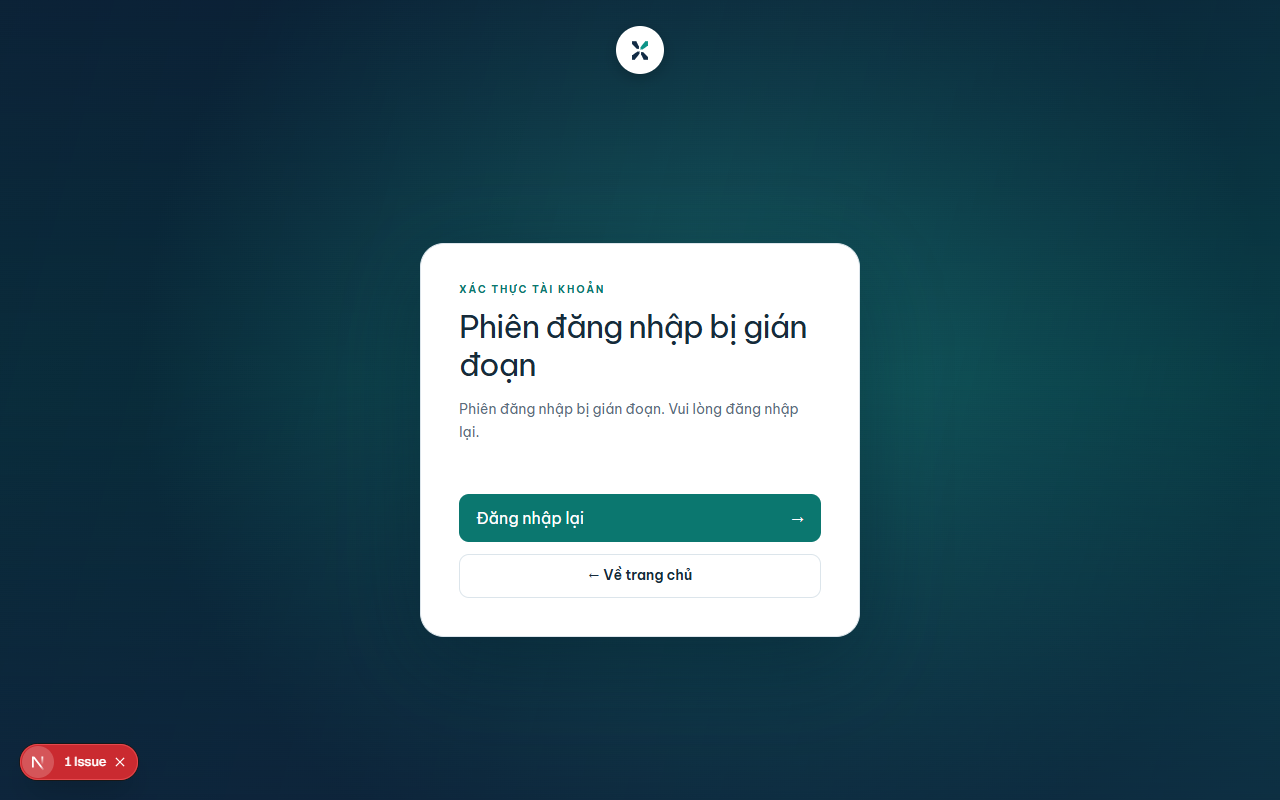 XÁC THỰC TÀI KHOẢN
Phiên đăng nhập bị gián
đoạn
Phiên đăng nhập bị gián đoạn. Vui lòng đăng nhập
lại.
Đăng nhập lại →
← Về trang chủ
N 1 Issue ×